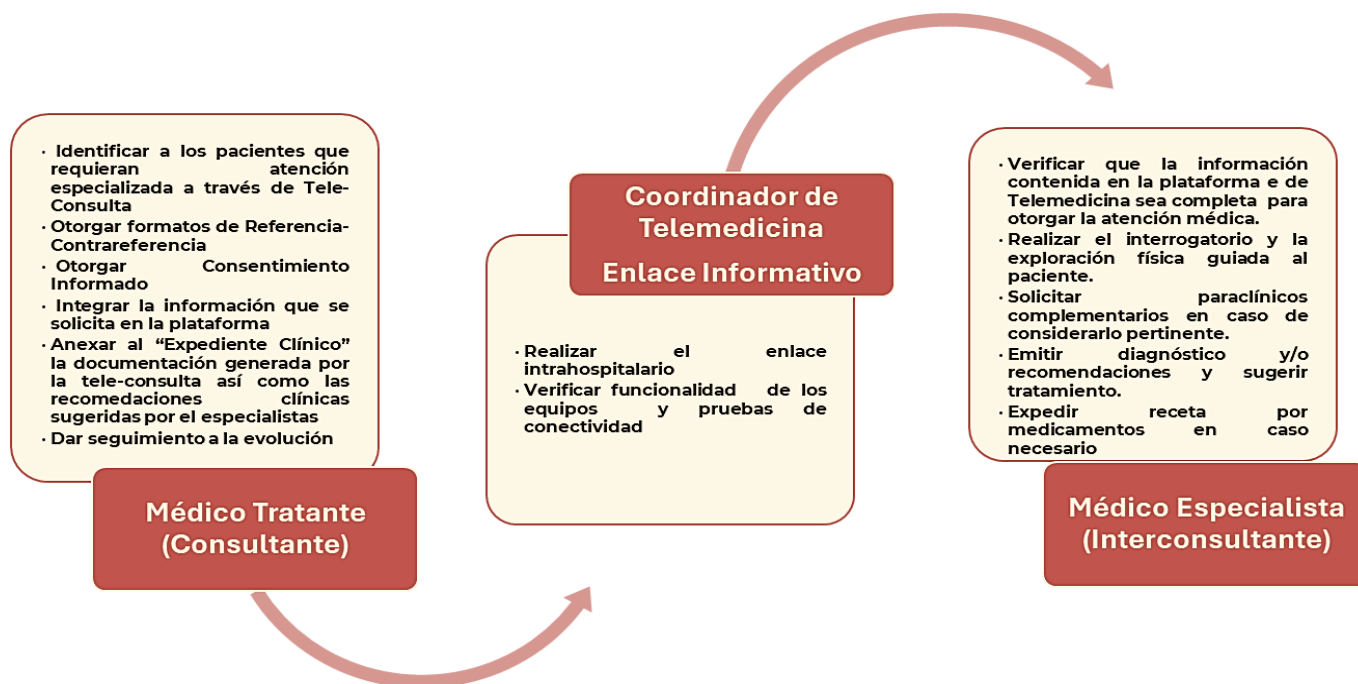 · Identificar a los pacientes que
requieran atención
especializada a través de Tele-
Consulta
· Otorgar formatos de Referencia-
Contrareferencia
· Otorgar Consentimiento
Informado
· Integrar la información que se
solicita en la plataforma
· Anexar al “Expediente Clínico”
la documentación generada por
la tele-consulta así como las
recomedaciones clínicas
sugeridas por el especialistas
· Dar seguimiento a la evolución
Médico Tratante
(Consultante)
Coordinador de
Telemedicina
Enlace Informativo
· Realizar el enlace
intrahospitalario
· Verificar funcionalidad de los
equipos y pruebas de
conectividad
· Verificar que la información
contenida en la plataforma e de
Telemedicina sea completa para
otorgar la atención médica.
· Realizar el interrogatorio y la
exploración física guiada al
paciente.
· Solicitar paraclínicos
complementarios en caso de
considerarlo pertinente.
· Emitir diagnóstico y/o
recomendaciones y sugerir
tratamiento.
· Expedir receta por
medicamentos en caso
necesario
Médico Especialista
(Interconsultante)